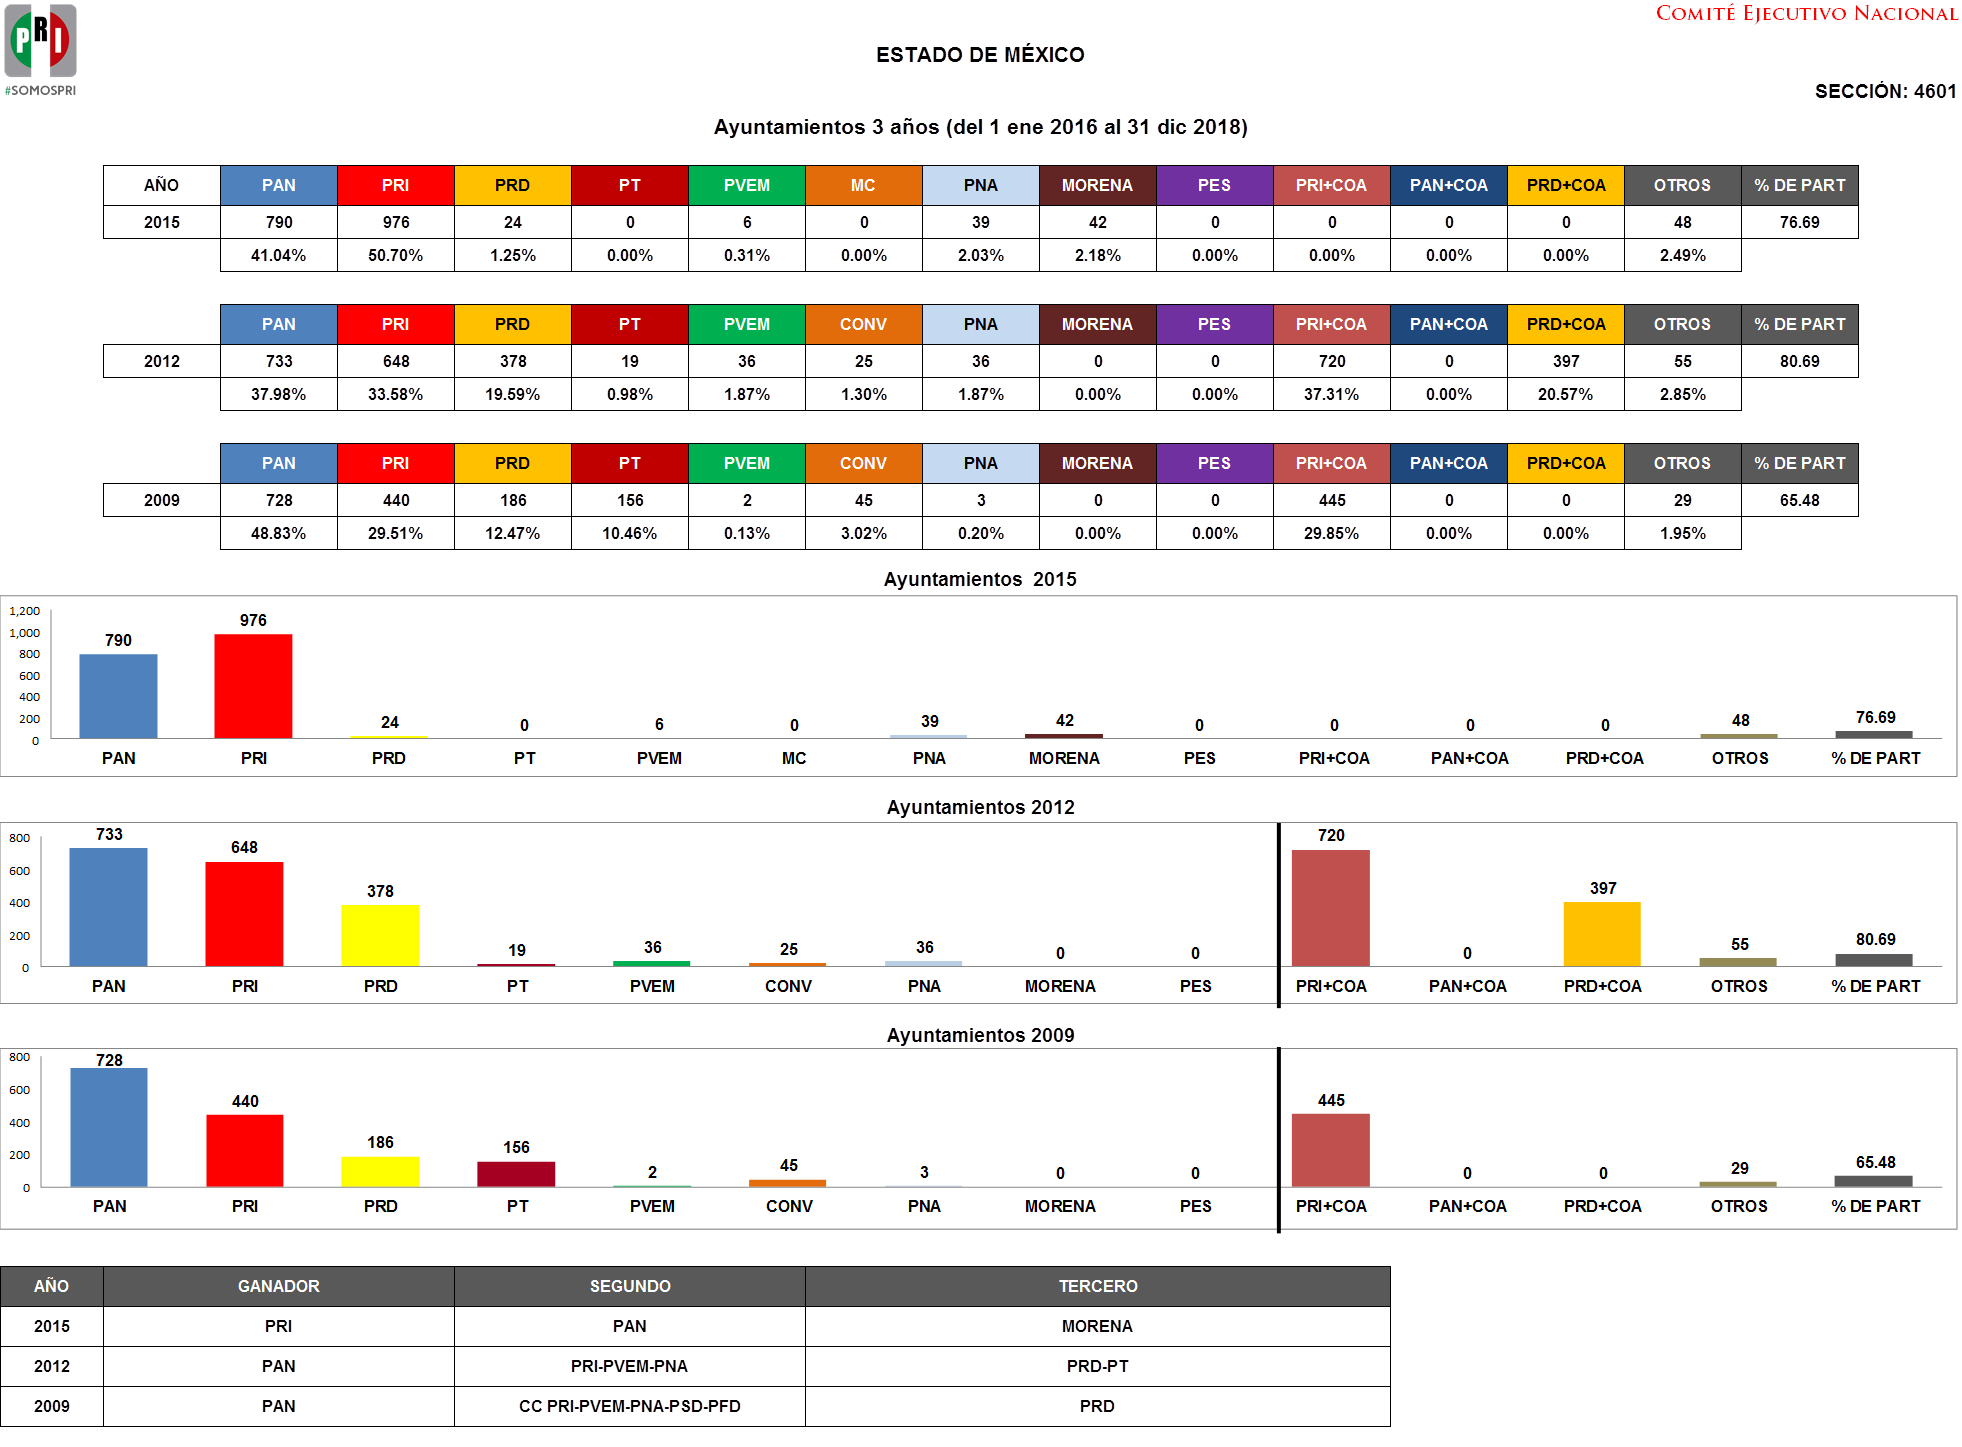 PRI
#SOMOSPRI
COMITÉ EJECUTIVO NACIONAL
ESTADO DE MÉXICO
SECCIÓN: 4601
Ayuntamientos 3 años (del 1 ene 2016 al 31 dic 2018)
AÑO PAN PRI PRD PT PVEM MC PNA MORENA PES PRI+COA PAN+COA PRD+COA OTROS % DE PART
2015 790 976 24 0 6 0 39 42 0 0 0 0 48 76.69
41.04% 50.70% 1.25% 0.00% 0.31% 0.00% 2.03% 2.18% 0.00% 0.00% 0.00% 0.00% 2.49%
PAN PRI PRD PT PVEM CONV PNA MORENA PES PRI+COA PAN+COA PRD+COA OTROS % DE PART
2012 733 648 378 19 36 25 36 0 0 720 0 397 55 80.69
37.98% 33.58% 19.59% 0.98% 1.87% 1.30% 1.87% 0.00% 0.00% 37.31% 0.00% 20.57% 2.85%
PAN PRI PRD PT PVEM CONV PNA MORENA PES PRI+COA PAN+COA PRD+COA OTROS % DE PART
2009 728 440 186 156 2 45 3 0 0 445 0 0 29 65.48
48.83% 29.51% 12.47% 10.46% 0.13% 3.02% 0.20% 0.00% 0.00% 29.85% 0.00% 0.00% 1.95%
Ayuntamientos 2015
1,200
1,000
800
600
400
200
0
790 976 24 0 6 0 39 42 0 0 0 0 48 76.69
PAN PRI PRD PT PVEM MC PNA MORENA PES PRI+COA PAN+COA PRD+COA OTROS % DE PART
Ayuntamientos 2012
800
600
400
200
0
733 648 378 19 36 25 36 0 0 720 0 397 55 80.69
PAN PRI PRD PT PVEM CONV PNA MORENA PES PRI+COA PAN+COA PRD+COA OTROS % DE PART
Ayuntamientos 2009
800
600
400
200
0
728 440 186 156 2 45 3 0 0 445 0 0 29 65.48
PAN PRI PRD PT PVEM CONV PNA MORENA PES PRI+COA PAN+COA PRD+COA OTROS % DE PART
AÑO GANADOR SEGUNDO TERCERO
2015 PRI PAN MORENA
2012 PAN PRI-PVEM-PNA PRD-PT
2009 PAN CC PRI-PVEM-PNA-PSD-PFD PRD